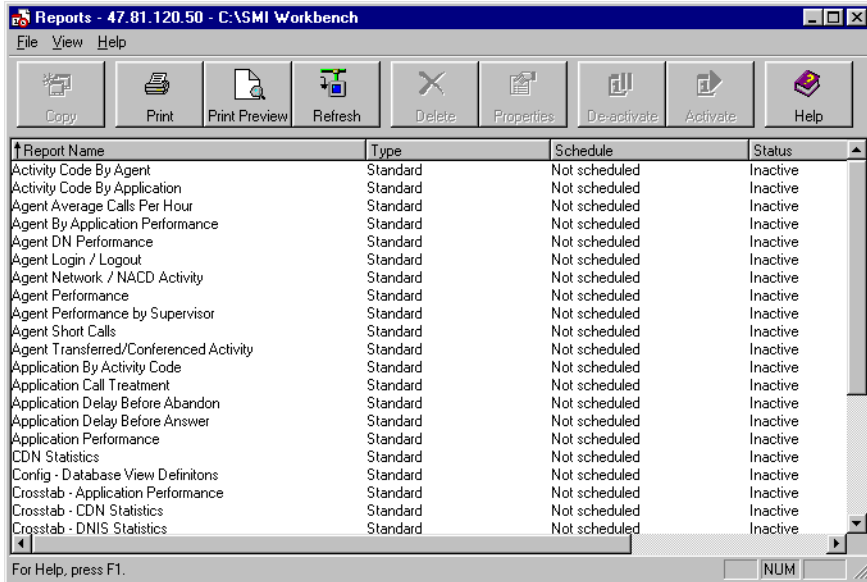 Reports - 47.81.120.50 - C:\SMI Workbench
File View Help
Copy Print Print Preview Refresh Delete Properties De-activate Activate Help
Report Name Type Schedule Status
Activity Code By Agent Standard Not scheduled Inactive
Activity Code By Application Standard Not scheduled Inactive
Agent Average Calls Per Hour Standard Not scheduled Inactive
Agent By Application Performance Standard Not scheduled Inactive
Agent DN Performance Standard Not scheduled Inactive
Agent Login / Logout Standard Not scheduled Inactive
Agent Network / NACD Activity Standard Not scheduled Inactive
Agent Performance Standard Not scheduled Inactive
Agent Performance by Supervisor Standard Not scheduled Inactive
Agent Short Calls Standard Not scheduled Inactive
Agent Transferred/Conferenced Activity Standard Not scheduled Inactive
Application By Activity Code Standard Not scheduled Inactive
Application Call Treatment Standard Not scheduled Inactive
Application Delay Before Abandon Standard Not scheduled Inactive
Application Delay Before Answer Standard Not scheduled Inactive
Application Performance Standard Not scheduled Inactive
CDN Statistics Standard Not scheduled Inactive
Config - Database View Definitons Standard Not scheduled Inactive
Crosstab - Application Performance Standard Not scheduled Inactive
Crosstab - CDN Statistics Standard Not scheduled Inactive
Crosstab - DNIS Statistics Standard Not scheduled Inactive
For Help, press F1. NUM